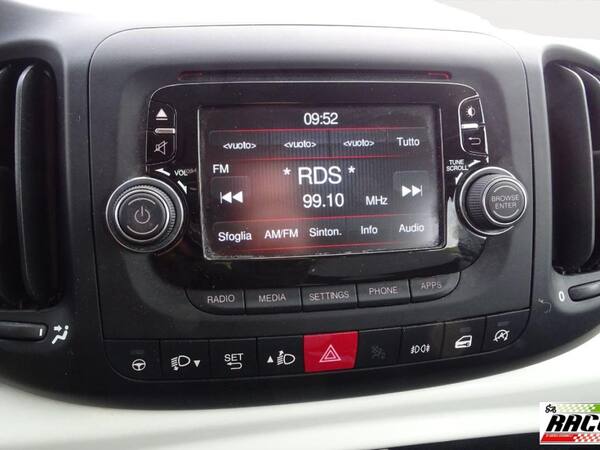 09:52
<vuoto> <vuoto> <vuoto> Tutto
FM
* RDS *
99.10 MHz
Sfoglia AM/FM Sinton. Info Audio
VOL
TUNE
SCROLL
BROWSE
ENTER
RADIO MEDIA SETTINGS PHONE APPS
SET
0